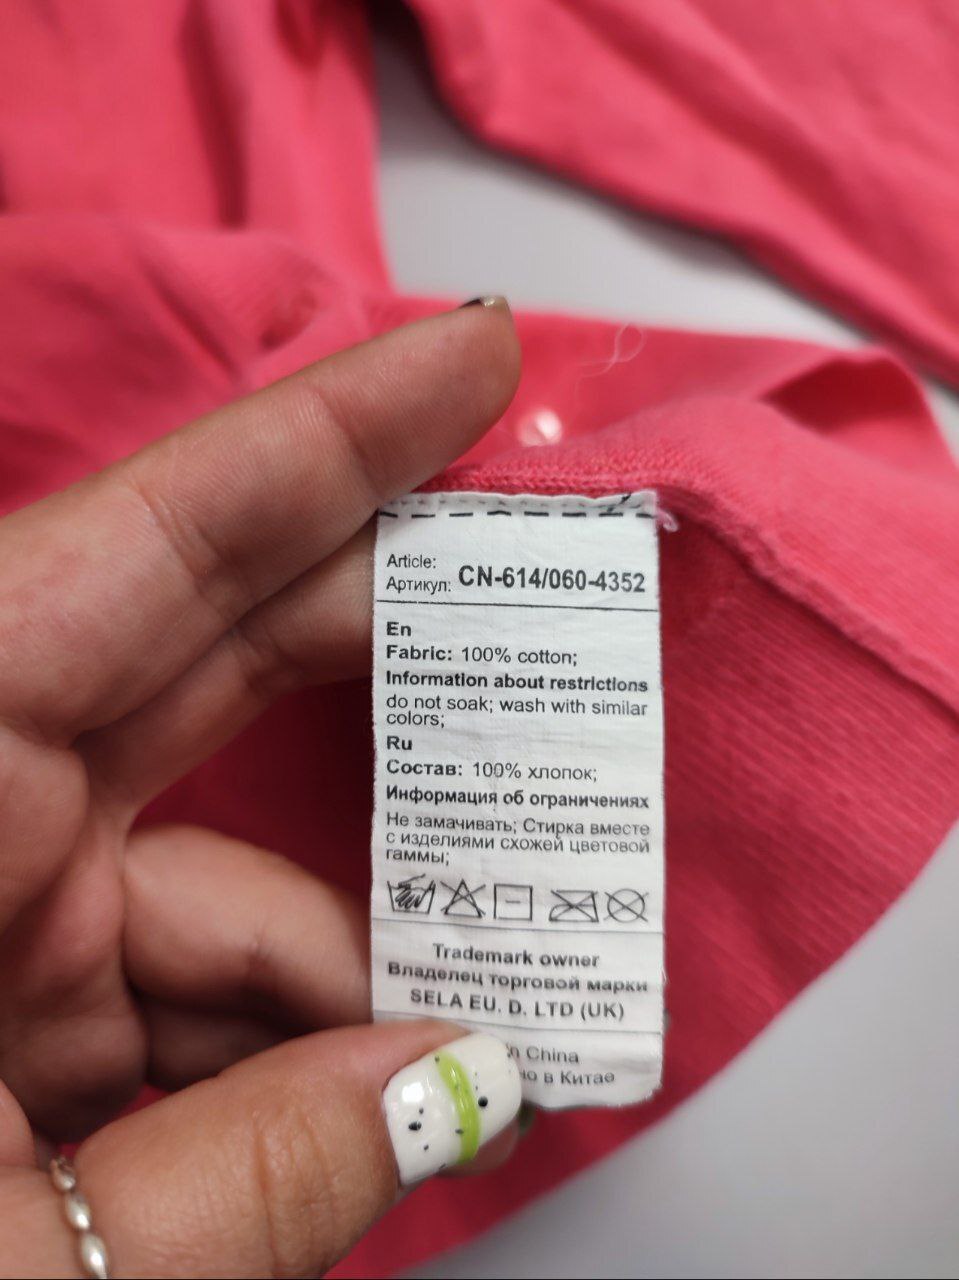 Article:
Артикул: CN-614/060-4352
En
Fabric: 100% cotton;
Information about restrictions
do not soak; wash with similar
colors;
Ru
Состав: 100% хлопок;
Информация об ограничениях
Не замачивать; Стирка вместе
с изделиями схожей цветовой
гаммы;
Trademark owner
Владелец торговой марки
SELA EU. D. LTD (UK)
China
в Китае